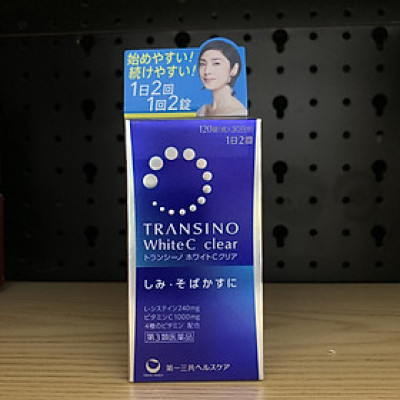 始めやすい!
続けやすい!
1日2回
1回2錠
120錠
1日2回
TRANSINO
White C clear
トランシーノ ホワイトCクリア
しみ・そばかすに
L-システイン240mg
ビタミンC1000mg
4種のビタミン 配合
第3類医薬品
第一三共ヘルスケア